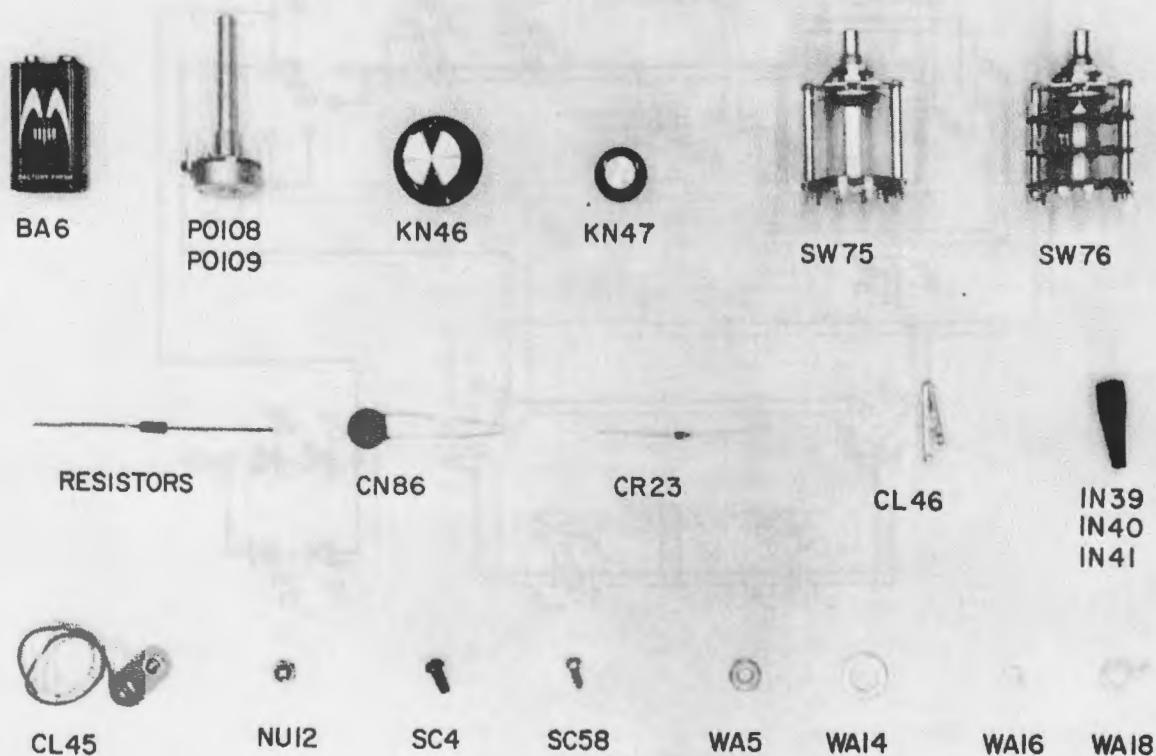 BA6
PO108
PO109
KN46
KN47
SW75
SW76
RESISTORS
CN86
CR23
CL46
IN39
IN40
IN41
CL45
NU12
SC4
SC58
WA5
WA14
WA16
WA18